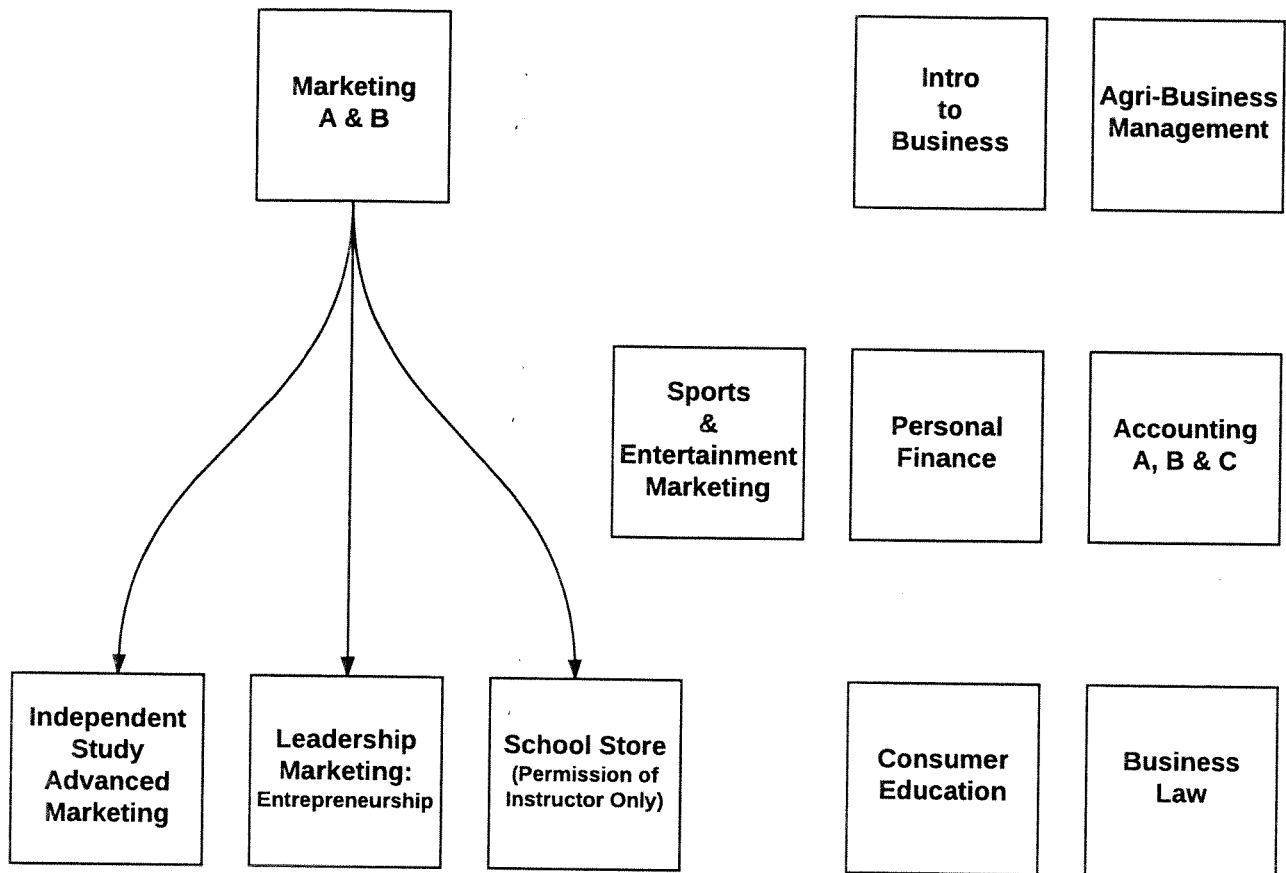 Marketing
A & B
Intro
to
Business
Agri-Business
Management
Sports
&
Entertainment
Marketing
Personal
Finance
Accounting
A, B & C
Independent
Study
Advanced
Marketing
Leadership
Marketing:
Entrepreneurship
School Store
(Permission of
Instructor Only)
Consumer
Education
Business
Law